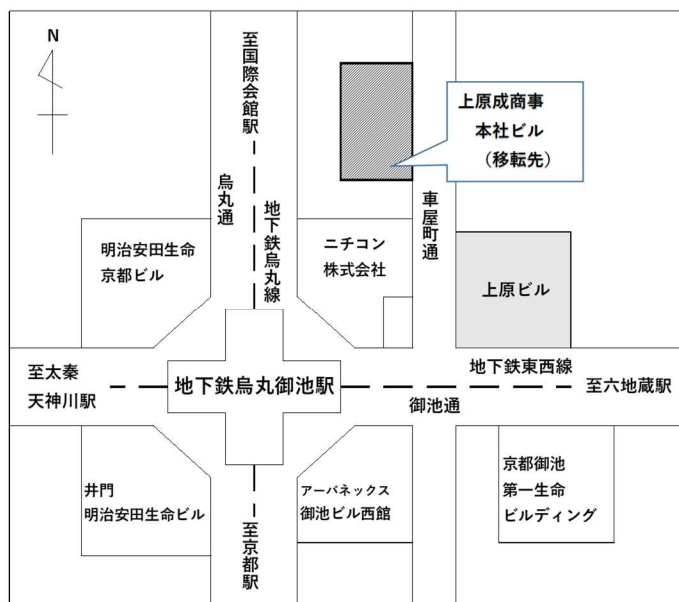 N
至国際会館駅
上原成商事
本社ビル
（移転先）
烏丸通
地下鉄烏丸線
車屋町通
明治安田生命
京都ビル
ニチコン
株式会社
上原ビル
地下鉄東西線
至太秦
天神川駅
地下鉄烏丸御池駅
至六地蔵駅
御池通
井門
明治安田生命ビル
アーバネックス
御池ビル西館
京都御池
第一生命
ビルディング
至京都駅